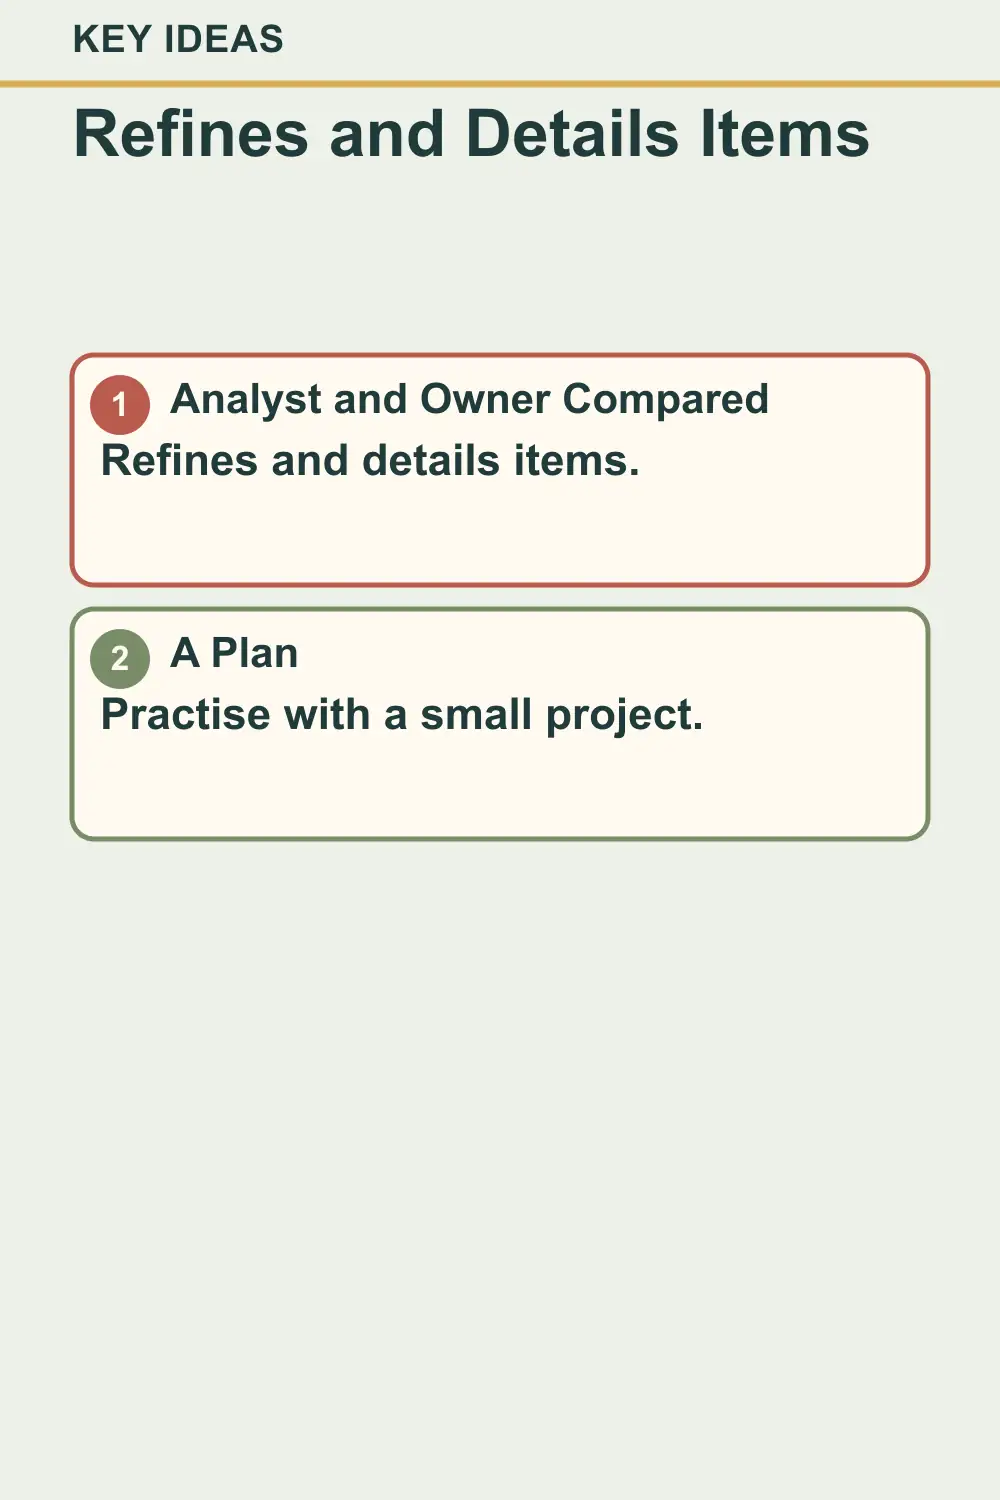 KEY IDEAS
Refines and Details Items
1 Analyst and Owner Compared
Refines and details items.
2 A Plan
Practise with a small project.